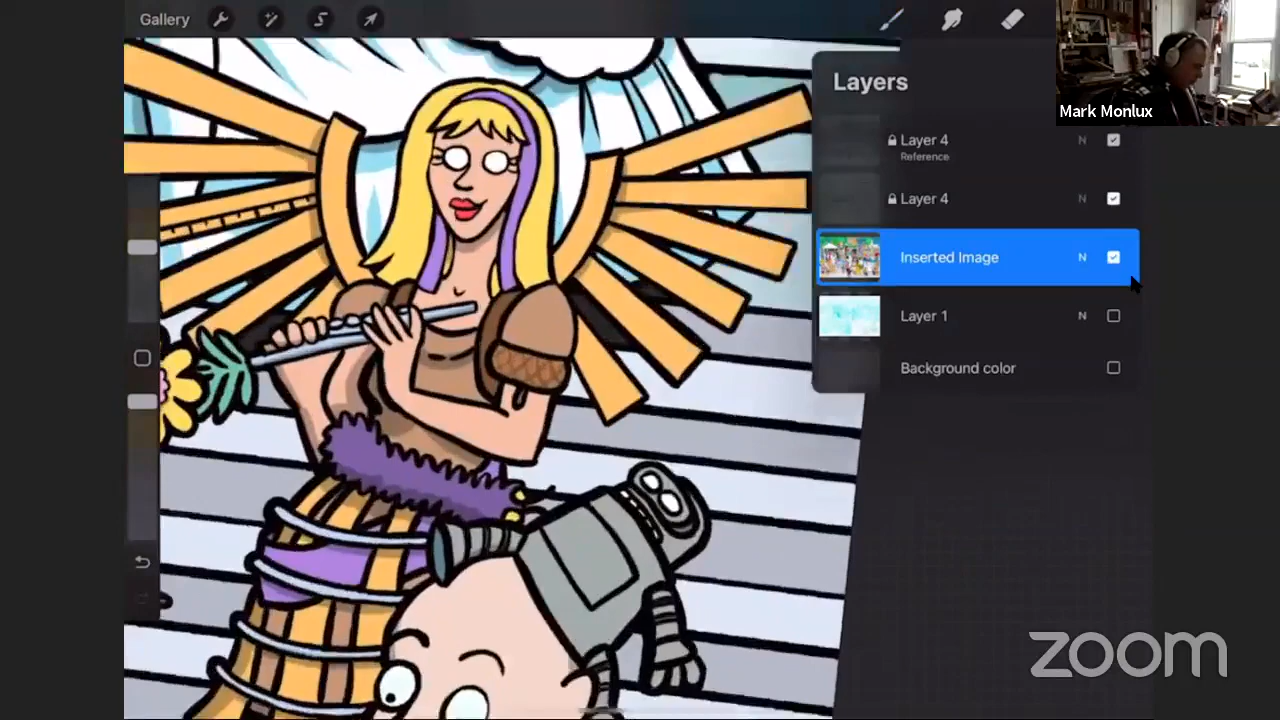 Gallery
Layers
Mark Monlux
Layer 4
N
Reference
Layer 4
N
Inserted Image
N
Layer 1
N
Background color
zoom